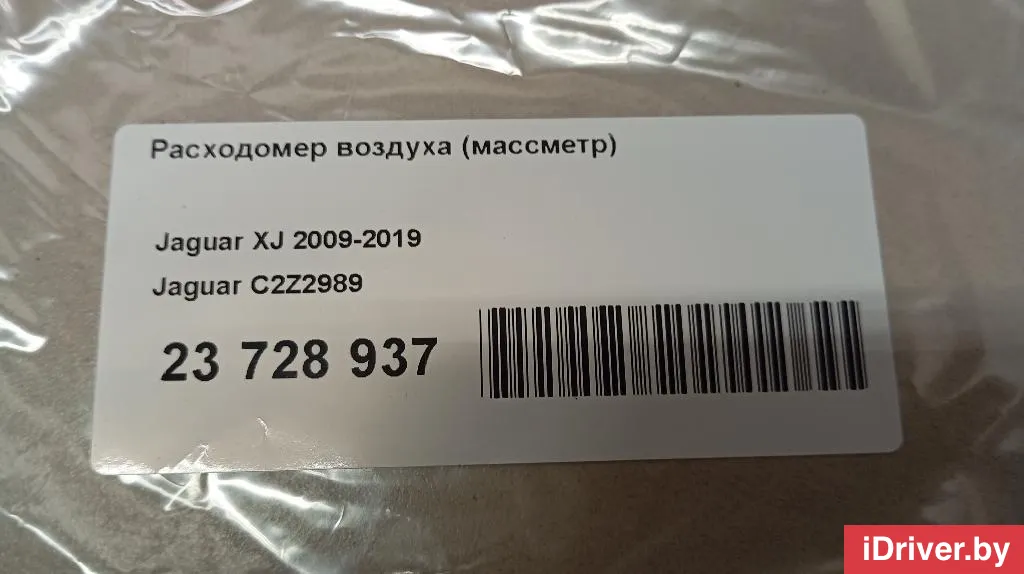 Расходомер воздуха (массметр)
Jaguar XJ 2009-2019
Jaguar C2Z2989
23 728 937
iDriver.by